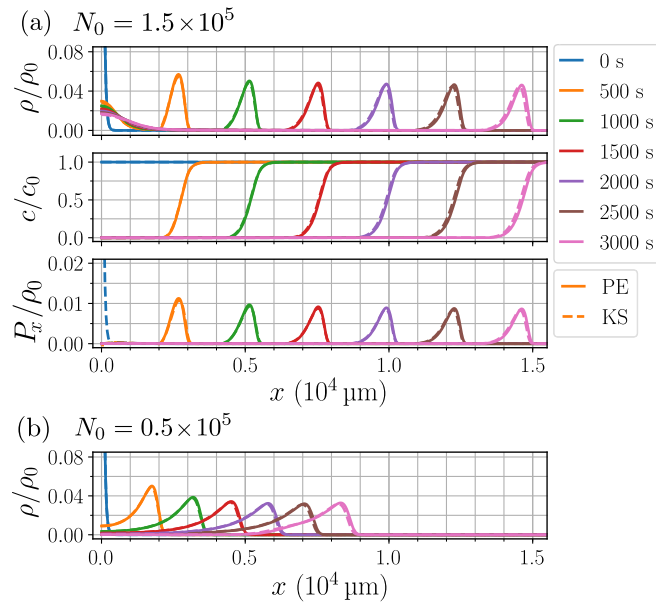 (a) N₀ = 1.5×10⁵
0.08
0.04
0.00
ρ/ρ₀
1.0
0.5
0.0
c/c₀
0.02
0.01
0.00
Pₓ/ρ₀
0.0 0.5 1.0 1.5
x (10⁴ μm)
0 s
500 s
1000 s
1500 s
2000 s
2500 s
3000 s
PE
KS
(b) N₀ = 0.5×10⁵
0.08
0.04
0.00
ρ/ρ₀
0.0 0.5 1.0 1.5
x (10⁴ μm)